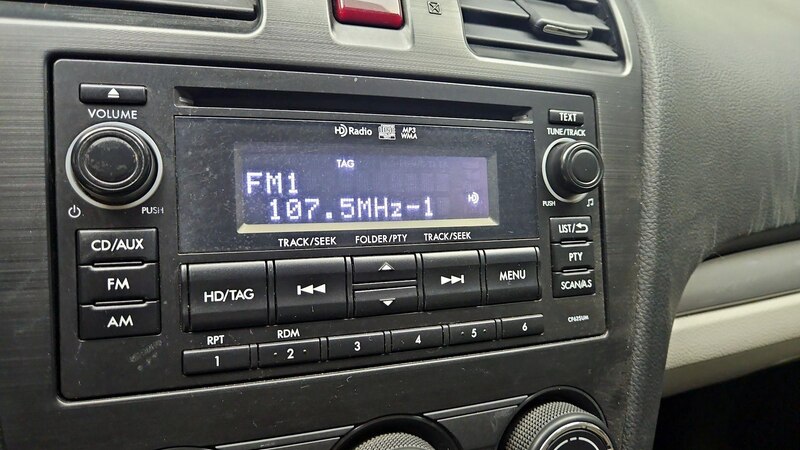 VOLUME
PUSH
CD/AUX
FM
AM
HD Radio
MP3
WMA
TAG
FM1
107.5MHz-1
TRACK/SEEK FOLDER/PTY TRACK/SEEK
HD/TAG
MENU
RPT RDM
1 2 3 4 5 6
TEXT
TUNE/TRACK
PUSH
LIST/
PTY
SCAN/A.S